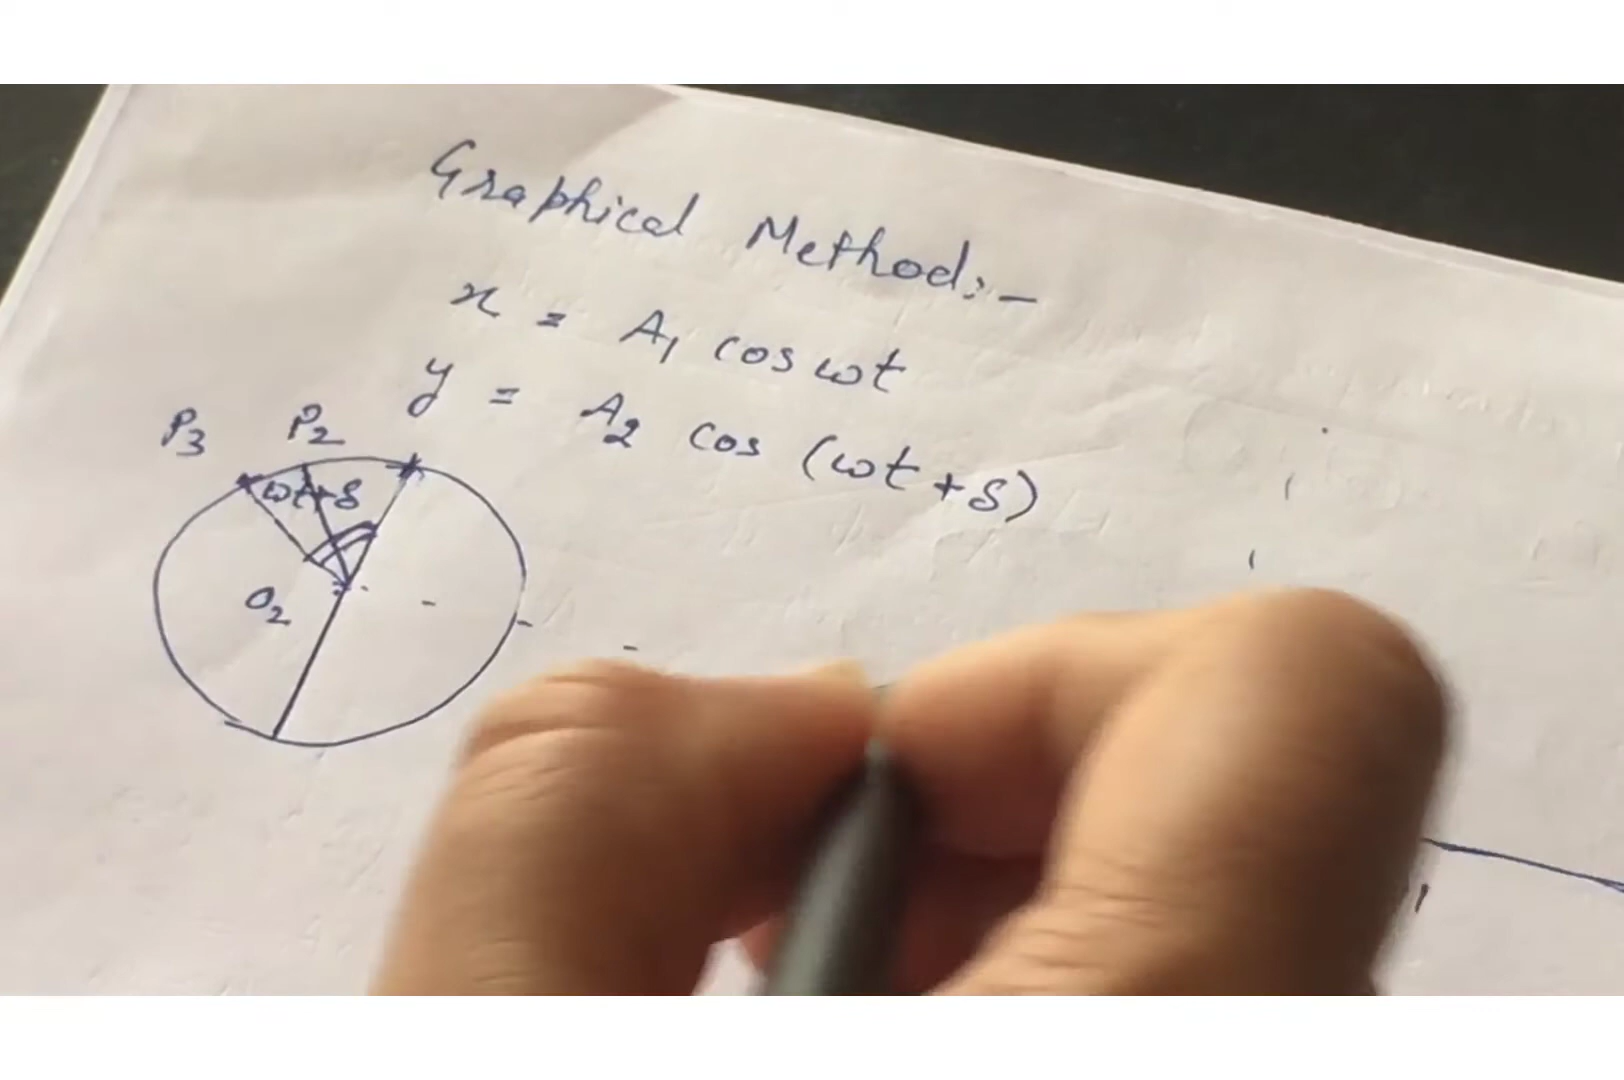 Graphical Method:-
x = A₁ cos ωt
y = A₂ cos (ωt + δ)
P₃ P₂
ωt+δ
O₂